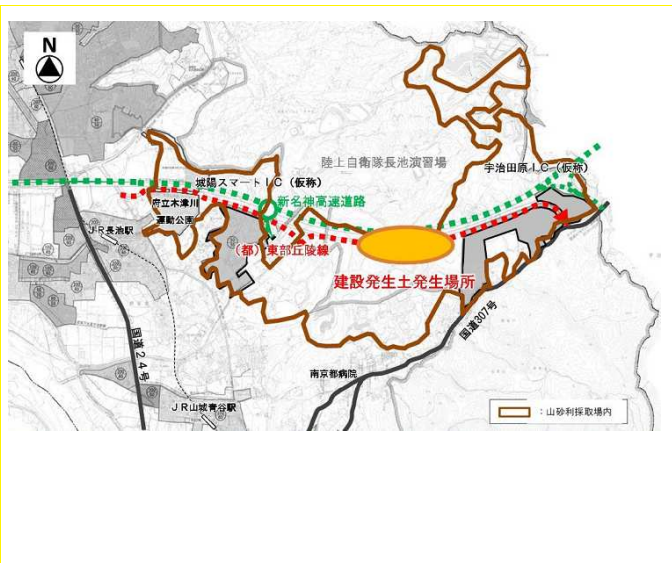 N
陸上自衛隊長池演習場
宇治田原IC(仮称)
城陽スマートIC(仮称)
新名神高速道路
府立木津川
運動公園
JR長池駅
(都)東部丘陵線
建設発生土発生場所
国道307号
国道24号
南京都病院
JR山城青谷駅
:山砂利採取場内